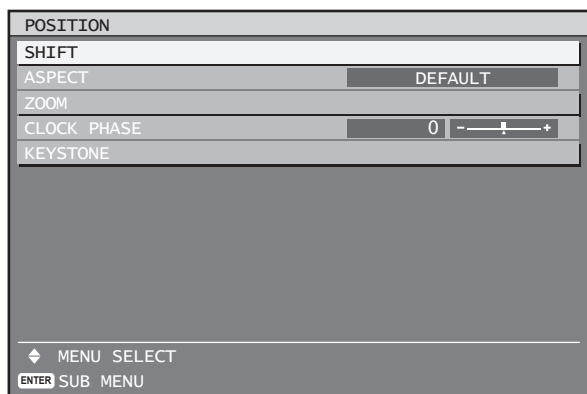 POSITION
SHIFT
ASPECT DEFAULT
ZOOM
CLOCK PHASE 0 - +
KEYSTONE
MENU SELECT
ENTER SUB MENU